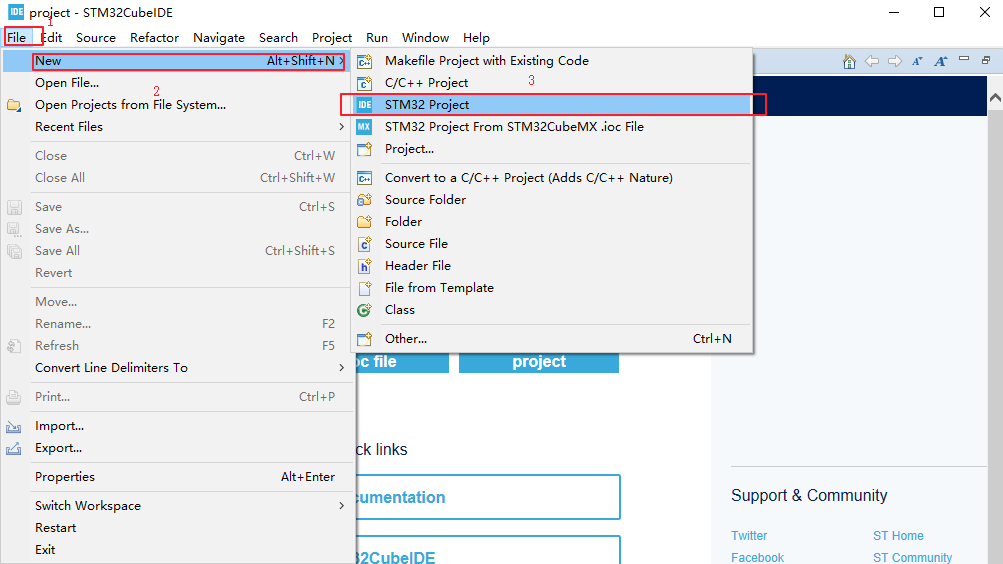 IDE project - STM32CubeIDE
1
File Edit Source Refactor Navigate Search Project Run Window Help
New Alt+Shift+N
2
Open File...
Open Projects from File System...
Recent Files
Close Ctrl+W
Close All Ctrl+Shift+W
Save Ctrl+S
Save As...
Save All Ctrl+Shift+S
Revert
Move...
Rename... F2
Refresh F5
Convert Line Delimiters To
Print... Ctrl+P
Import...
Export...
Properties Alt+Enter
Switch Workspace
Restart
Exit
Makefile Project with Existing Code
C/C++ Project
3
IDE STM32 Project
MX STM32 Project From STM32CubeMX .ioc File
Project...
Convert to a C/C++ Project (Adds C/C++ Nature)
Source Folder
Folder
Source File
Header File
File from Template
Class
Other... Ctrl+N
oc file
project
ck links
cumentation
32CubeIDE
Support & Community
Twitter ST Home
Facebook ST Community